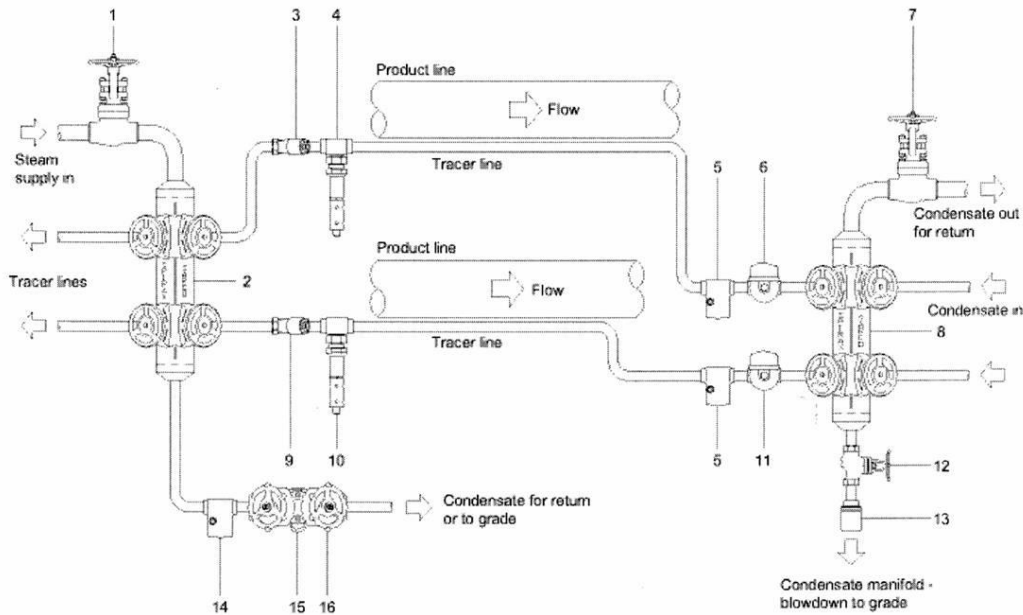 1
3
4
7
Product line
Flow
Steam
supply in
Tracer line
5
6
Condensate out
for return
Product line
Tracer lines
2
Flow
Condensate in
8
Tracer line
9
10
5
11
12
Condensate for return
or to grade
13
14
15
16
Condensate manifold -
blowdown to grade